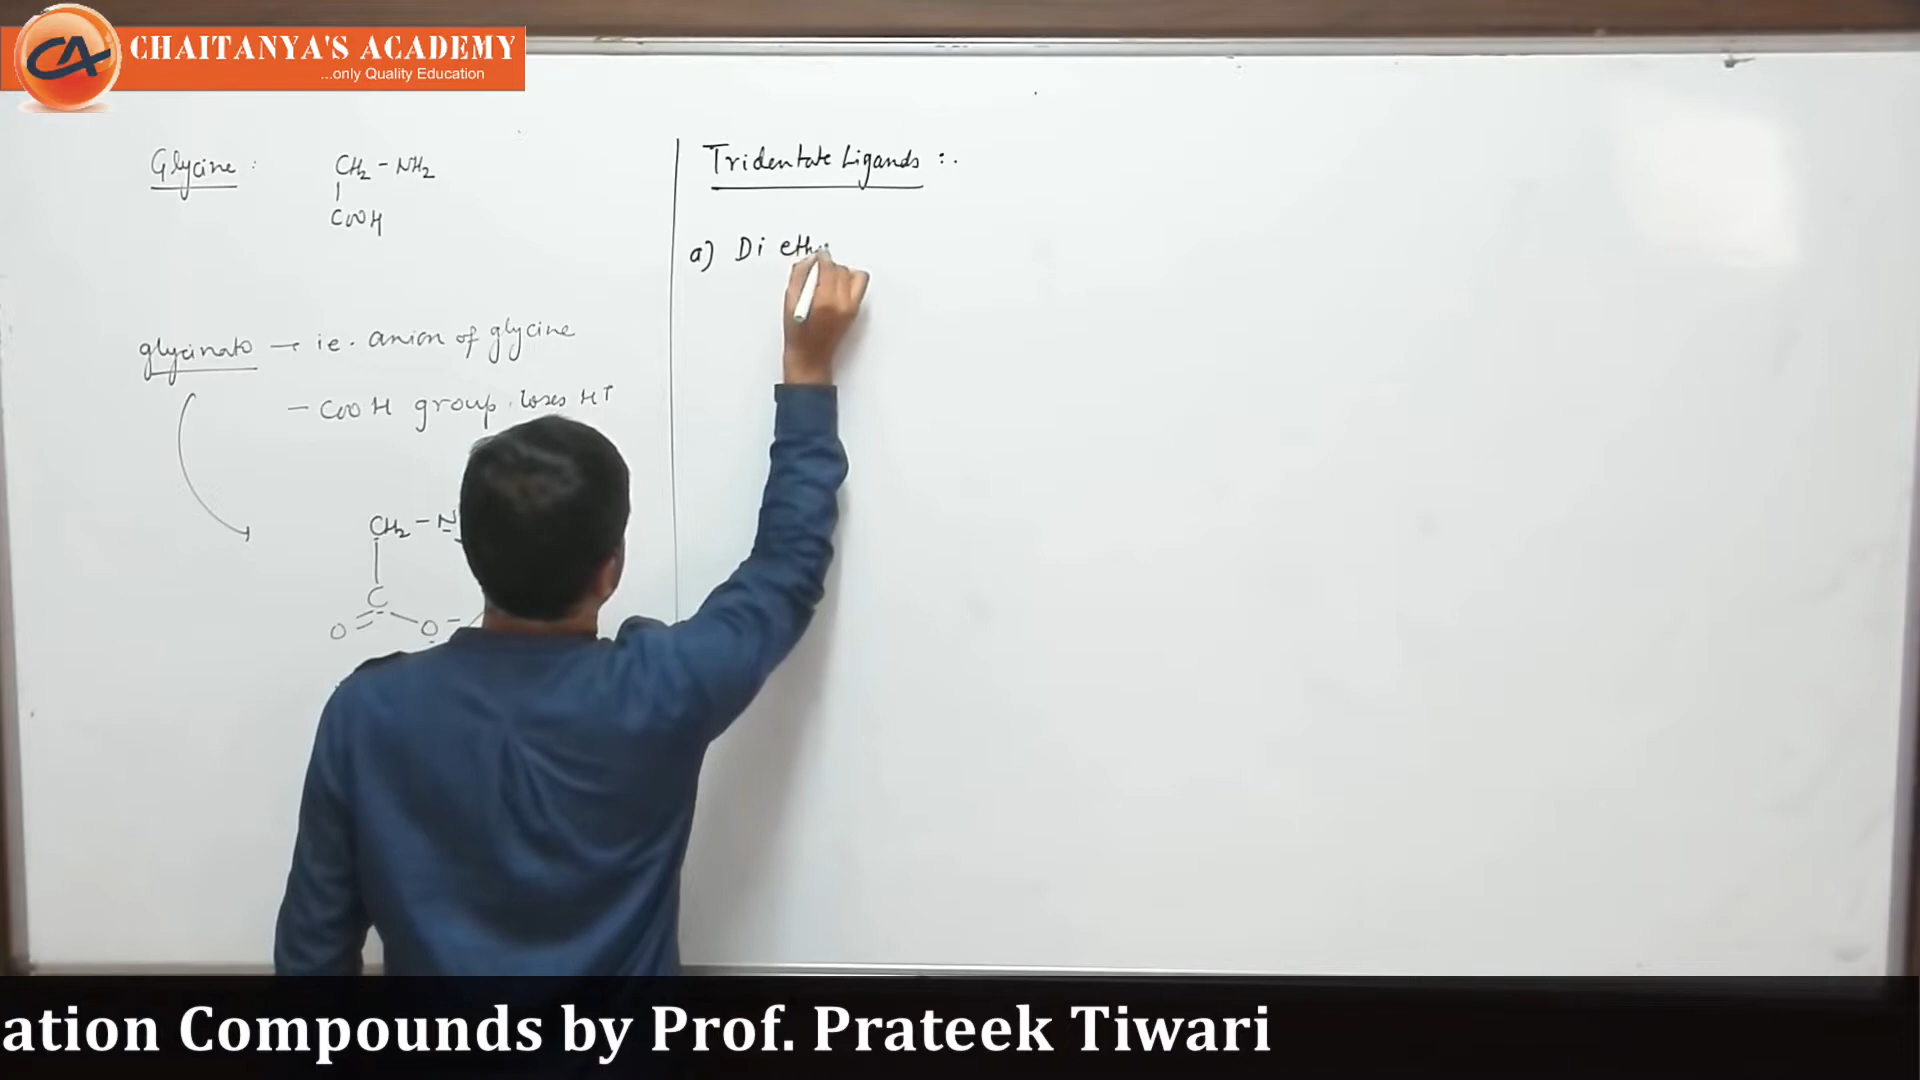 CA CHAITANYA'S ACADEMY
...only Quality Education
Glycine :
CH₂ - NH₂
COOH
glycinato → ie. anion of glycine
- COOH group loses H⁺
CH₂ - N
C
O O -
Tridentate Ligands :.
a) Di eth
ation Compounds by Prof. Prateek Tiwari